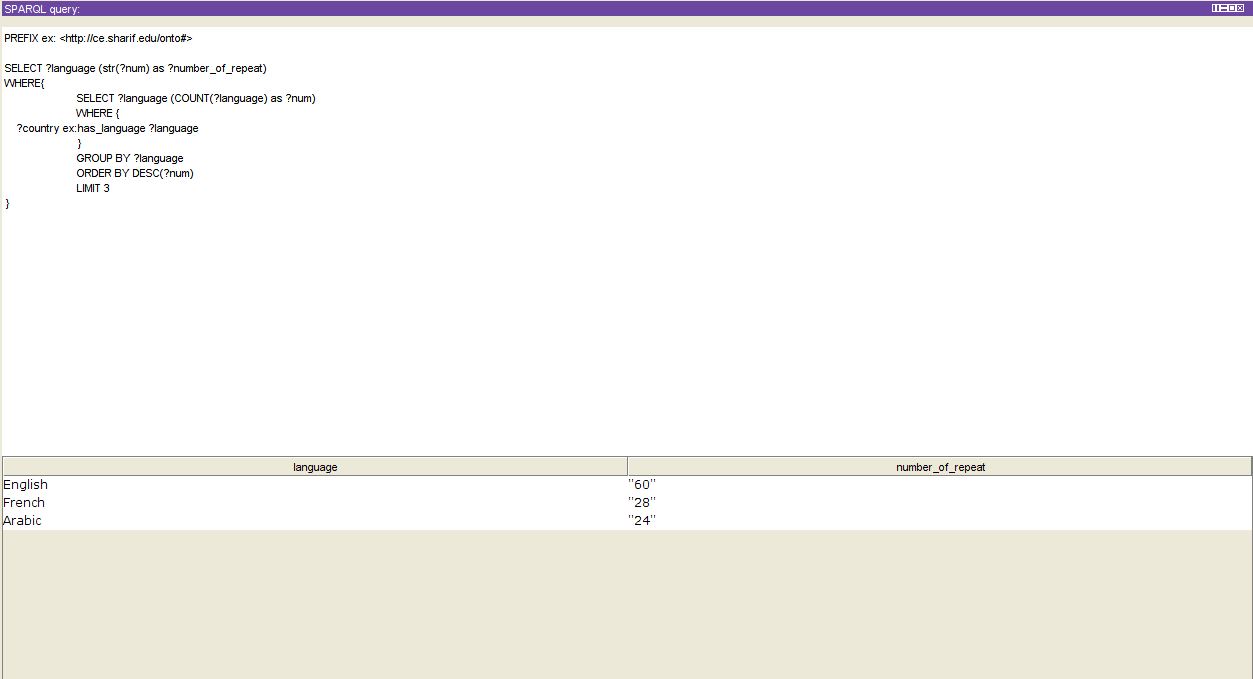 SPARQL query:
PREFIX ex: <http://ce.sharif.edu/onto#>
SELECT ?language (str(?num) as ?number_of_repeat)
WHERE{
SELECT ?language (COUNT(?language) as ?num)
WHERE {
?country ex:has_language ?language
}
GROUP BY ?language
ORDER BY DESC(?num)
LIMIT 3
}
language number_of_repeat
English "60"
French "28"
Arabic "24"